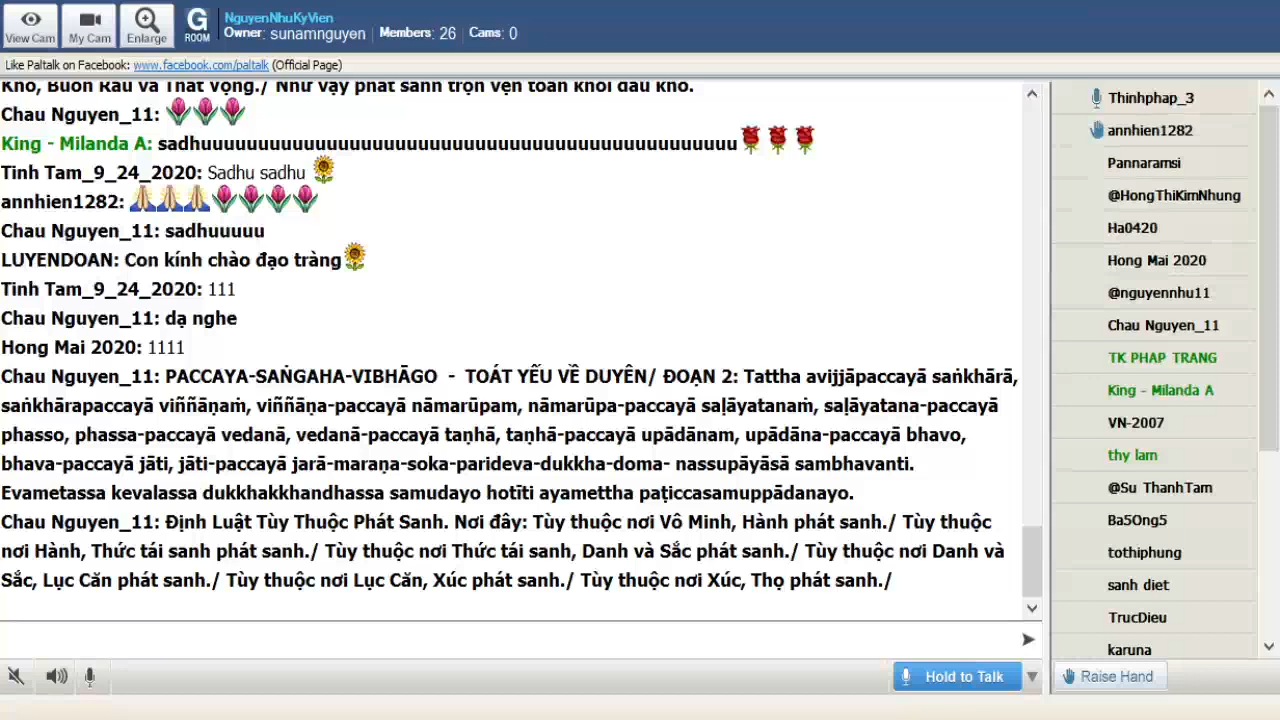 View Cam
My Cam
Enlarge
G
ROOM
NguyenNhuKyVien
Owner: sunamnguyen | Members: 26 | Cams: 0
Like Paltalk on Facebook: www.facebook.com/paltalk (Official Page)
Khổ, Buồn Rầu và Thất Vọng./ Như vậy phát sanh trọn vẹn toàn khối đau khổ.
Chau Nguyen_11:
King - Milanda A: sadhuuuuuuuuuuuuuuuuuuuuuuuuuuuuuuuuuuuuuuuuuuuuuuu
Tinh Tam_9_24_2020: Sadhu sadhu
annhien1282:
Chau Nguyen_11: sadhuuuuu
LUYENDOAN: Con kính chào đạo tràng
Tinh Tam_9_24_2020: 111
Chau Nguyen_11: dạ nghe
Hong Mai 2020: 1111
Chau Nguyen_11: PACCAYA-SAṄGAHA-VIBHĀGO - TOÁT YẾU VỀ DUYÊN/ ĐOẠN 2: Tattha avijjāpaccayā saṅkhārā,
saṅkhārapaccayā viññāṇaṁ, viññāṇa-paccayā nāmarūpam, nāmarūpa-paccayā saḷāyatanaṁ, saḷāyatana-paccayā
phasso, phassa-paccayā vedanā, vedanā-paccayā taṇhā, taṇhā-paccayā upādānam, upādāna-paccayā bhavo,
bhava-paccayā jāti, jāti-paccayā jarā-maraṇa-soka-parideva-dukkha-doma- nassupāyāsā sambhavanti.
Evametassa kevalassa dukkhakkhandhassa samudayo hotīti ayamettha paṭiccasamuppādanayo.
Chau Nguyen_11: Định Luật Tùy Thuộc Phát Sanh. Nơi đây: Tùy thuộc nơi Vô Minh, Hành phát sanh./ Tùy thuộc
nơi Hành, Thức tái sanh phát sanh./ Tùy thuộc nơi Thức tái sanh, Danh và Sắc phát sanh./ Tùy thuộc nơi Danh và
Sắc, Lục Căn phát sanh./ Tùy thuộc nơi Lục Căn, Xúc phát sanh./ Tùy thuộc nơi Xúc, Thọ phát sanh./
Hold to Talk
Thinhphap_3
annhien1282
Pannaramsi
@HongThiKimNhung
Ha0420
Hong Mai 2020
@nguyennhu11
Chau Nguyen_11
TK PHAP TRANG
King - Milanda A
VN-2007
thy lam
@Su ThanhTam
Ba5Ong5
tothiphung
sanh diet
TrucDieu
karuna
Raise Hand